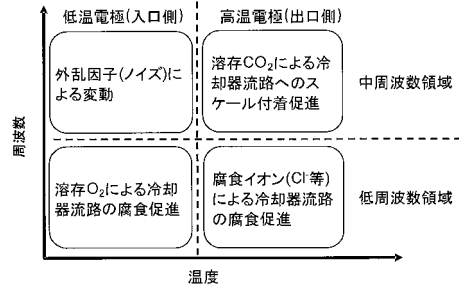 低温電極(入口側)
高温電極(出口側)
外乱因子(ノイズ)に
よる変動
溶存CO₂による冷
却器流路へのス
ケール付着促進
中周波数領域
周波数
溶存O₂による冷却
器流路の腐食促進
腐食イオン(Cl⁻等)
による冷却器流路
の腐食促進
低周波数領域
温度